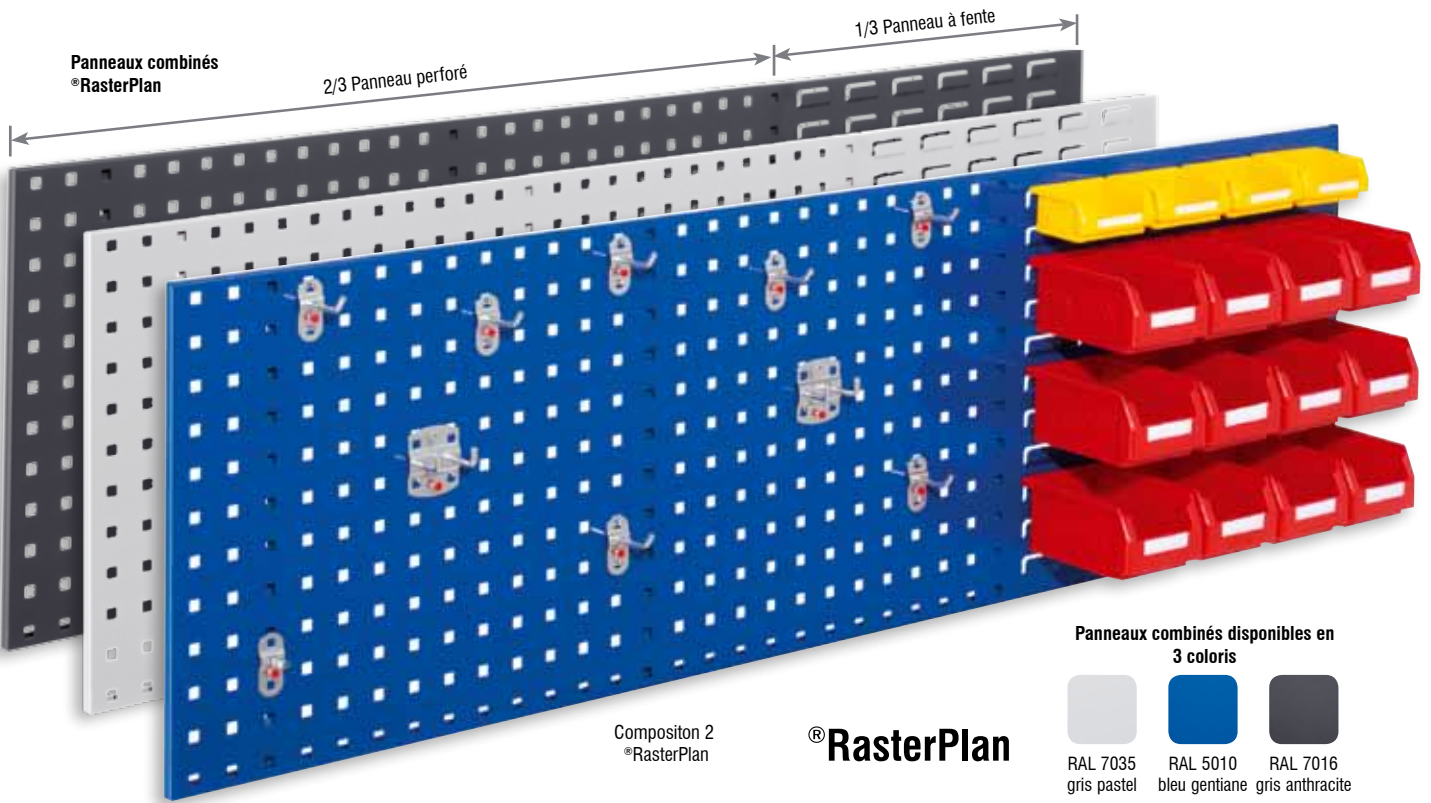 Panneaux combinés
®RasterPlan
2/3 Panneau perforé
1/3 Panneau à fente
Panneaux combinés disponibles en
3 coloris
Compositon 2
®RasterPlan
®RasterPlan
RAL 7035
gris pastel
RAL 5010
bleu gentiane
RAL 7016
gris anthracite